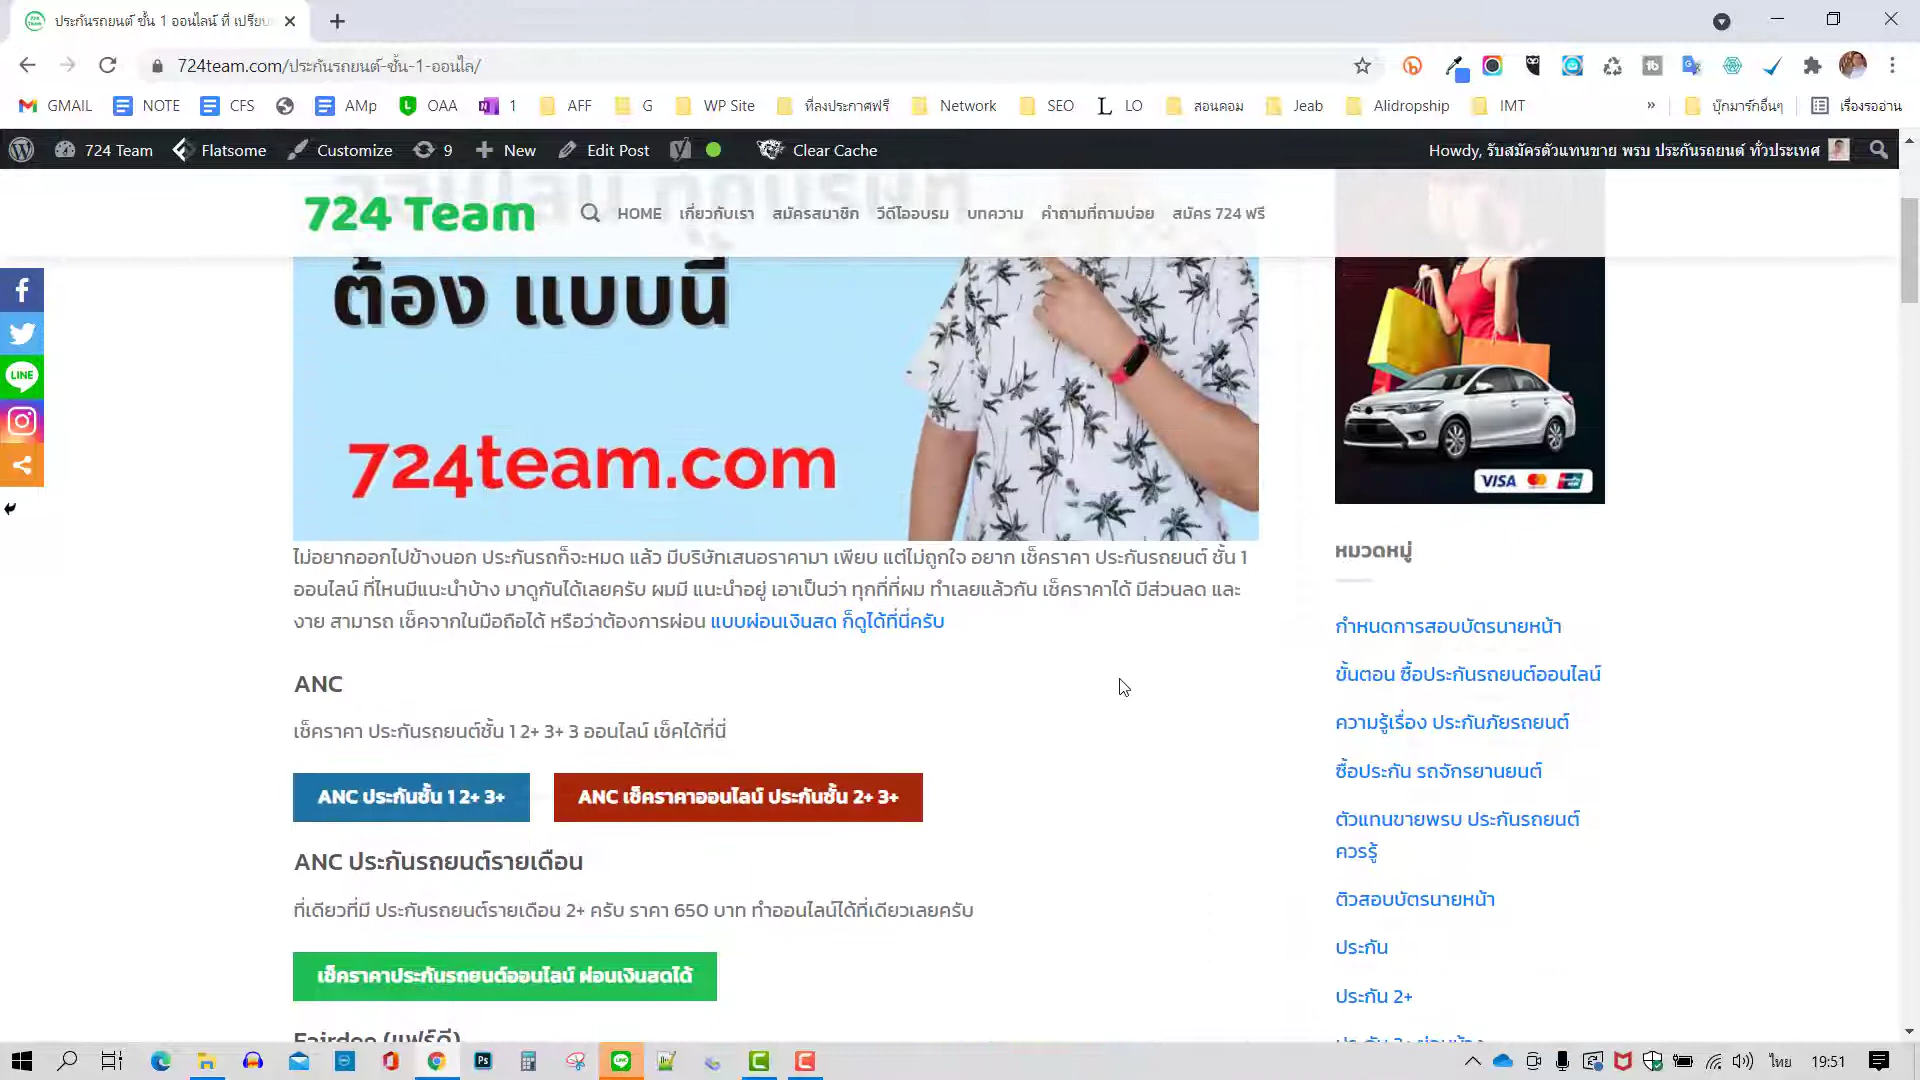 ประกันรถยนต์ ชั้น 1 ออนไลน์ ที่ เปรียบ
724team.com/ประกันรถยนต์-ชั้น-1-ออนไล/
GMAIL NOTE CFS AMp OAA 1 AFF G WP Site ที่ลงประกาศฟรี Network SEO LO สอนคอม Jeab Alidropship IMT » บุ๊กมาร์กอื่นๆ เรื่องรออ่าน
724 Team Flatsome Customize 9 New Edit Post Clear Cache Howdy, รับสมัครตัวแทนขาย พรบ ประกันรถยนต์ ทั่วประเทศ
724 Team HOME เกี่ยวกับเรา สมัครสมาชิก วีดีโออบรม บทความ คำถามที่ถามบ่อย สมัคร 724 ฟรี
ต้อง แบบนี้
724team.com
LINE
VISA
ไม่อยากออกไปข้างนอก ประกันรถก็จะหมด แล้ว มีบริษัทเสนอราคามา เพียบ แต่ไม่ถูกใจ อยาก เช็คราคา ประกันรถยนต์ ชั้น 1
ออนไลน์ ที่ไหนมีแนะนำบ้าง มาดูกันได้เลยครับ ผมมี แนะนำอยู่ เอาเป็นว่า ทุกที่ที่ผม ทำเลยแล้วกัน เช็คราคาได้ มีส่วนลด และ
ง่าย สามารถ เช็คจากในมือถือได้ หรือว่าต้องการผ่อน แบบผ่อนเงินสด ก็ดูได้ที่นี่ครับ
ANC
เช็คราคา ประกันรถยนต์ชั้น 1 2+ 3+ 3 ออนไลน์ เช็คได้ที่นี่
ANC ประกันชั้น 1 2+ 3+ ANC เช็คราคาออนไลน์ ประกันชั้น 2+ 3+
ANC ประกันรถยนต์รายเดือน
ที่เดียวที่มี ประกันรถยนต์รายเดือน 2+ ครับ ราคา 650 บาท ทำออนไลน์ได้ที่เดียวเลยครับ
เช็คราคาประกันรถยนต์ออนไลน์ ผ่อนเงินสดได้
Fairdee (แฟร์ดี)
หมวดหมู่
กำหนดการสอบบัตรนายหน้า
ขั้นตอน ซื้อประกันรถยนต์ออนไลน์
ความรู้เรื่อง ประกันภัยรถยนต์
ซื้อประกัน รถจักรยานยนต์
ตัวแทนขายพรบ ประกันรถยนต์
ควรรู้
ติวสอบบัตรนายหน้า
ประกัน
ประกัน 2+
ไทย 19:51